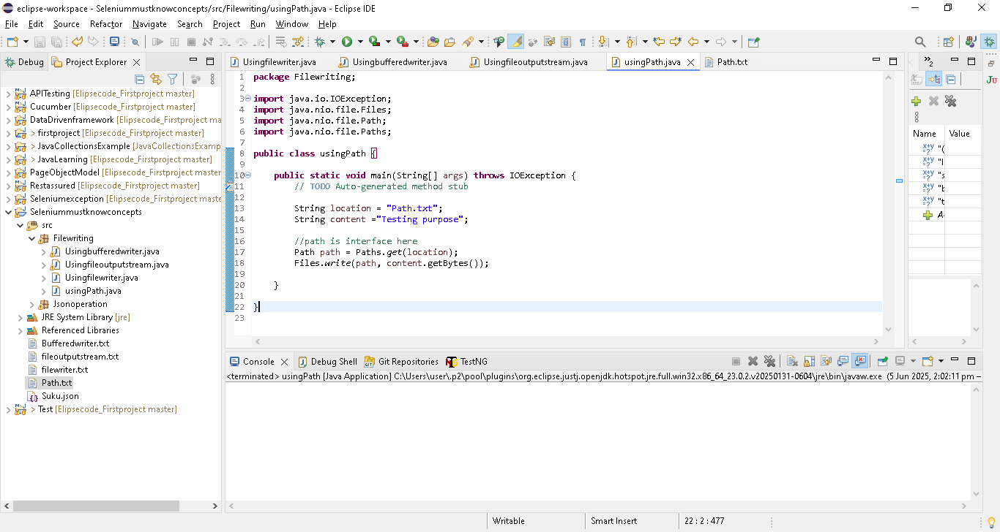 eclipse-workspace - Seleniummustknowconcepts/src/Filewriting/usingPath.java - Eclipse IDE
File Edit Source Refactor Navigate Search Project Run Window Help
Debug Project Explorer
APITesting [Elipsecode_Firstproject master]
Cucumber [Elipsecode_Firstproject master]
DataDrivenframework [Elipsecode_Firstproject ma
> firstproject [Elipsecode_Firstproject master]
> JavaCollectionsExample [JavaCollectionsExamp
> JavaLearning [Elipsecode_Firstproject master]
PageObjectModel [Elipsecode_Firstproject master
Restassured [Elipsecode_Firstproject master]
Seleniumexception [Elipsecode_Firstproject maste
Seleniummustknowconcepts
src
Filewriting
Usingbufferedwriter.java
Usingfileoutputstream.java
Usingfilewriter.java
usingPath.java
Jsonoperation
JRE System Library [jre]
Referenced Libraries
Bufferedwriter.txt
fileoutputstream.txt
filewriter.txt
Path.txt
Suku.json
> Test [Elipsecode_Firstproject master]
Usingfilewriter.java Usingbufferedwriter.java Usingfileoutputstream.java usingPath.java Path.txt
1 package Filewriting;
2
3 import java.io.IOException;
4 import java.nio.file.Files;
5 import java.nio.file.Path;
6 import java.nio.file.Paths;
7
8 public class usingPath {
9
10 public static void main(String[] args) throws IOException {
11 // TODO Auto-generated method stub
12
13 String location = "Path.txt";
14 String content ="Testing purpose";
15
16 //path is interface here
17 Path path = Paths.get(location);
18 Files.write(path, content.getBytes());
19
20 }
21
22 }
23
2
Name Value
x+y =? "(
x+y =? "l
x+y =? "s
x+y =? "b
x+y =? "t
A
Ju
Console Debug Shell Git Repositories TestNG
<terminated> usingPath [Java Application] C:\Users\user\.p2\pool\plugins\org.eclipse.justj.openjdk.hotspot.jre.full.win32.x86_64_23.0.2.v20250131-0604\jre\bin\javaw.exe (5 Jun 2025, 2:02:11 pm –
Writable Smart Insert 22 : 2 : 477